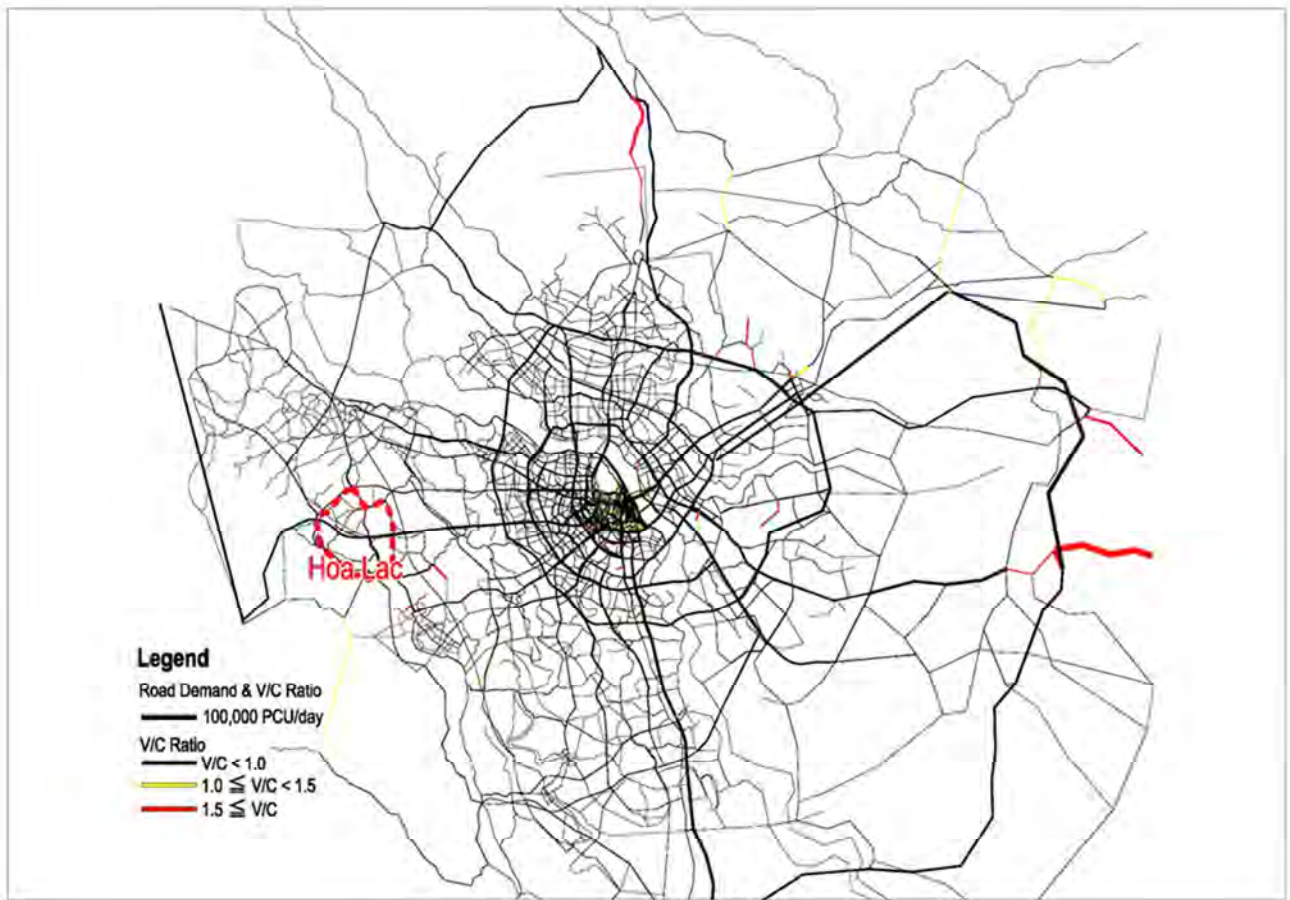 Hoa Lac
Legend
Road Demand & V/C Ratio
100,000 PCU/day
V/C Ratio
V/C < 1.0
1.0 ≦ V/C < 1.5
1.5 ≦ V/C